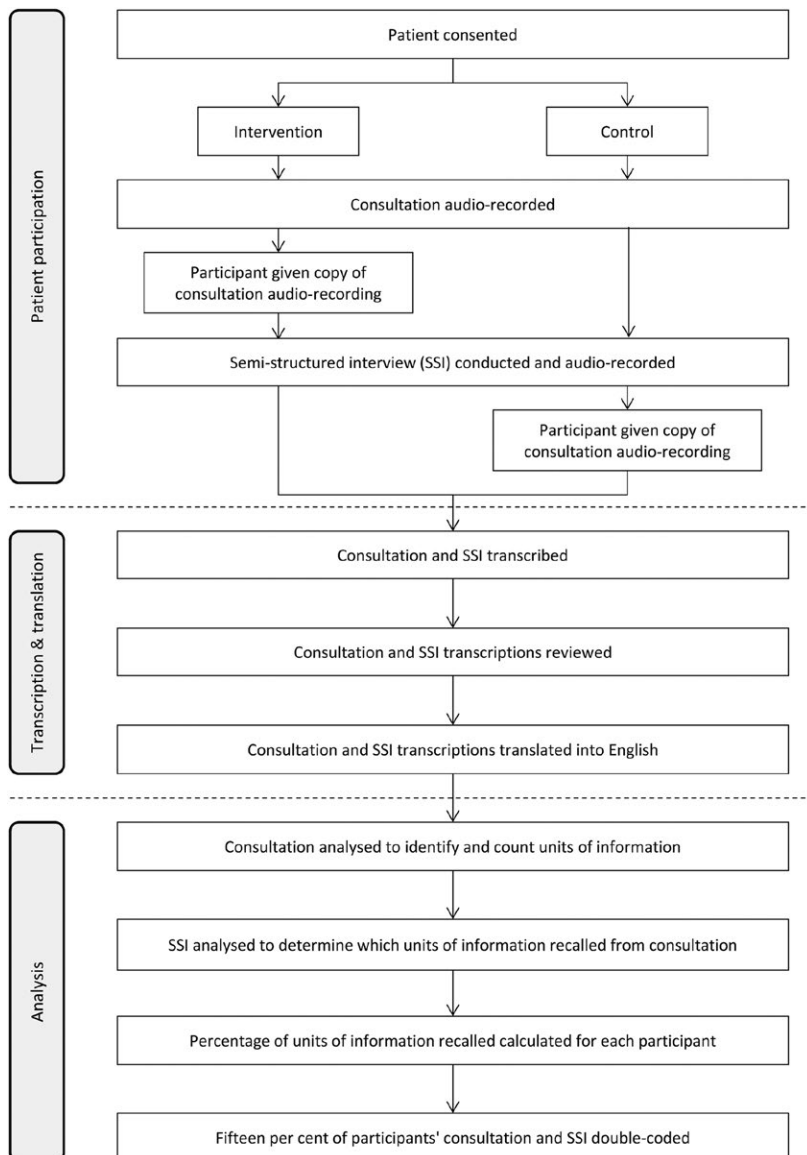 Patient participation
Patient consented
Intervention
Control
Consultation audio-recorded
Participant given copy of
consultation audio-recording
Semi-structured interview (SSI) conducted and audio-recorded
Participant given copy of
consultation audio-recording
Transcription & translation
Consultation and SSI transcribed
Consultation and SSI transcriptions reviewed
Consultation and SSI transcriptions translated into English
Analysis
Consultation analysed to identify and count units of information
SSI analysed to determine which units of information recalled from consultation
Percentage of units of information recalled calculated for each participant
Fifteen per cent of participants' consultation and SSI double-coded